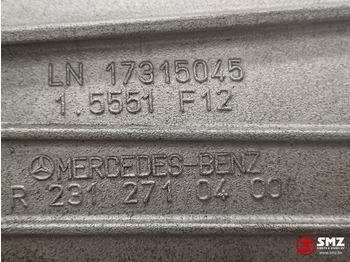 LN 17315045
1.5551 F12
MERCEDES-BENZ
R 231 271 04 00
SMZ